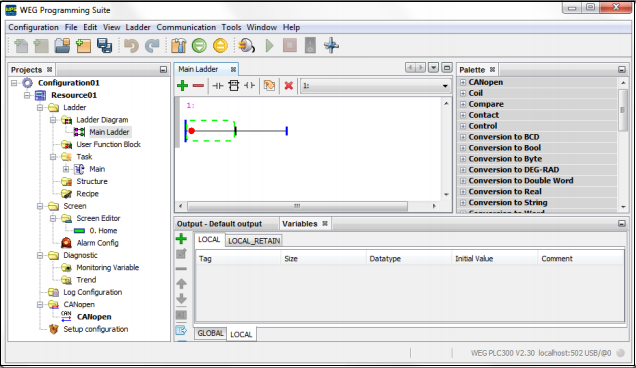 WPS WEG Programming Suite
Configuration File Edit View Ladder Communication Tools Window Help
Projects
Configuration01
Resource01
Ladder
Ladder Diagram
Main Ladder
User Function Block
Task
Main
Structure
Recipe
Screen
Screen Editor
0. Home
Alarm Config
Diagnostic
Monitoring Variable
Trend
Log Configuration
CANopen
CAN
CANopen
Setup configuration
Main Ladder
1:
1:
Palette
CANopen
Coil
Compare
Contact
Control
Conversion to BCD
Conversion to Bool
Conversion to Byte
Conversion to DEG-RAD
Conversion to Double Word
Conversion to Real
Conversion to String
Conversion to Word
Output - Default output Variables
LOCAL LOCAL_RETAIN
Tag Size Datatype Initial Value Comment
GLOBAL LOCAL
WEG PLC300 V2.30 localhost:502 USB/@0